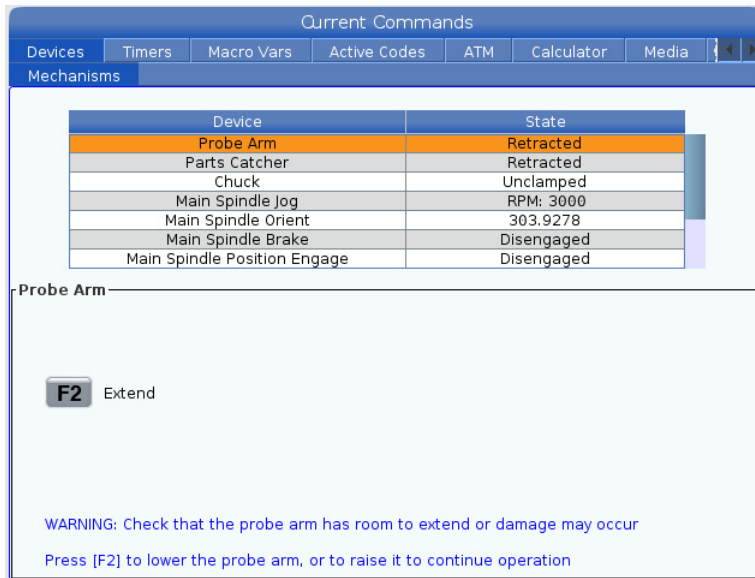 Current Commands
Devices Timers Macro Vars Active Codes ATM Calculator Media
Mechanisms
Device State
Probe Arm Retracted
Parts Catcher Retracted
Chuck Unclamped
Main Spindle Jog RPM: 3000
Main Spindle Orient 303.9278
Main Spindle Brake Disengaged
Main Spindle Position Engage Disengaged
Probe Arm
F2 Extend
WARNING: Check that the probe arm has room to extend or damage may occur
Press [F2] to lower the probe arm, or to raise it to continue operation